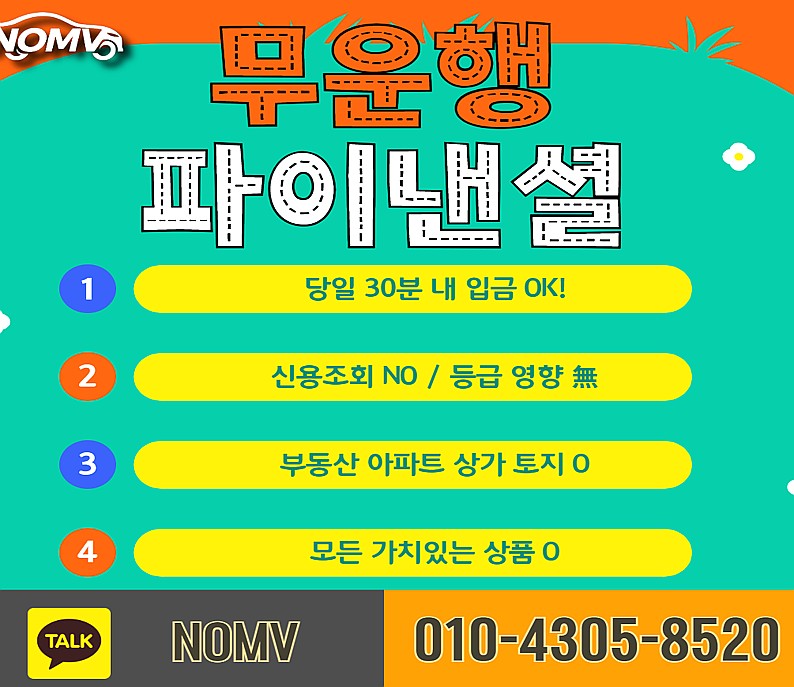 NOMV
무운행
파이낸셜
1 당일 30분 내 입금 OK!
2 신용조회 NO / 등급 영향 無
3 부동산 아파트 상가 토지 O
4 모든 가치있는 상품 O
TALK NOMV 010-4305-8520